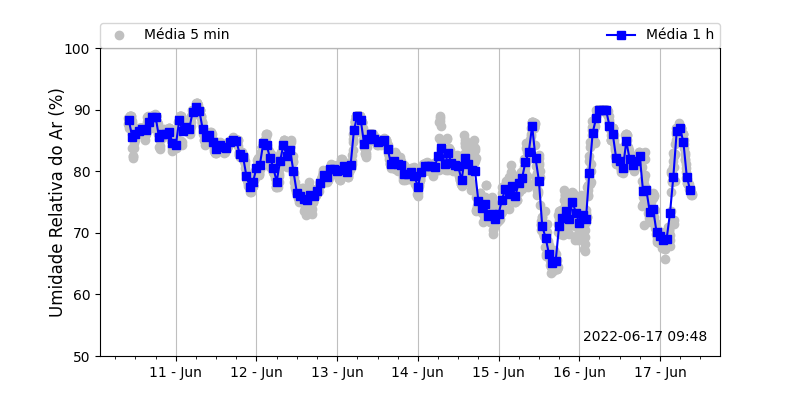 Média 5 min
Média 1 h
Umidade Relativa do Ar (%)
100
90
80
70
60
50
2022-06-17 09:48
11 - Jun
12 - Jun
13 - Jun
14 - Jun
15 - Jun
16 - Jun
17 - Jun